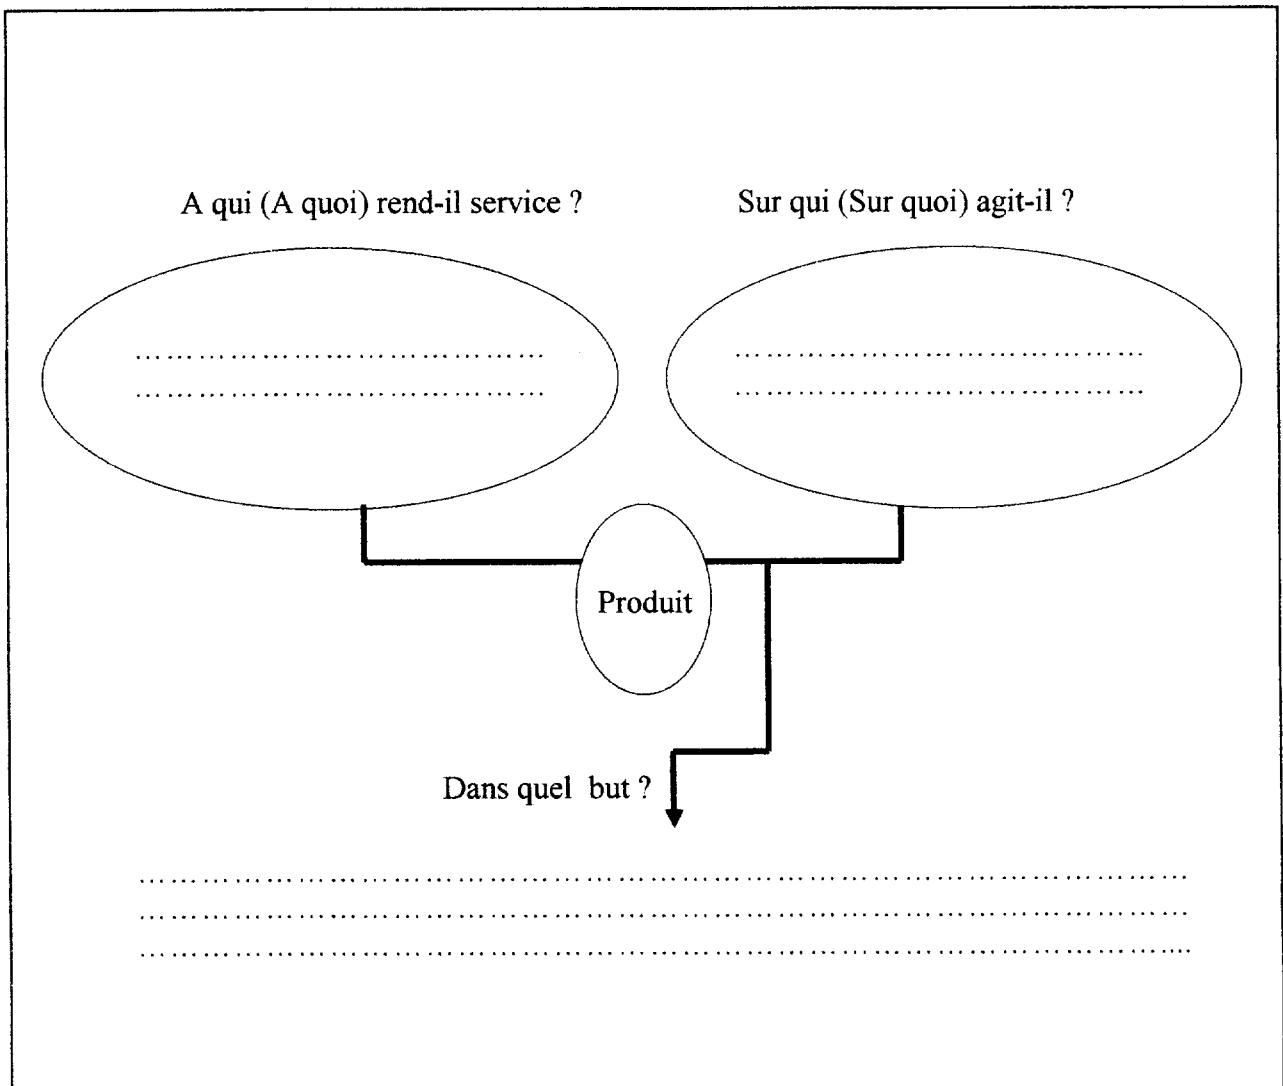 A qui (A quoi) rend-il service ?
Sur qui (Sur quoi) agit-il ?
Produit
Dans quel but ?